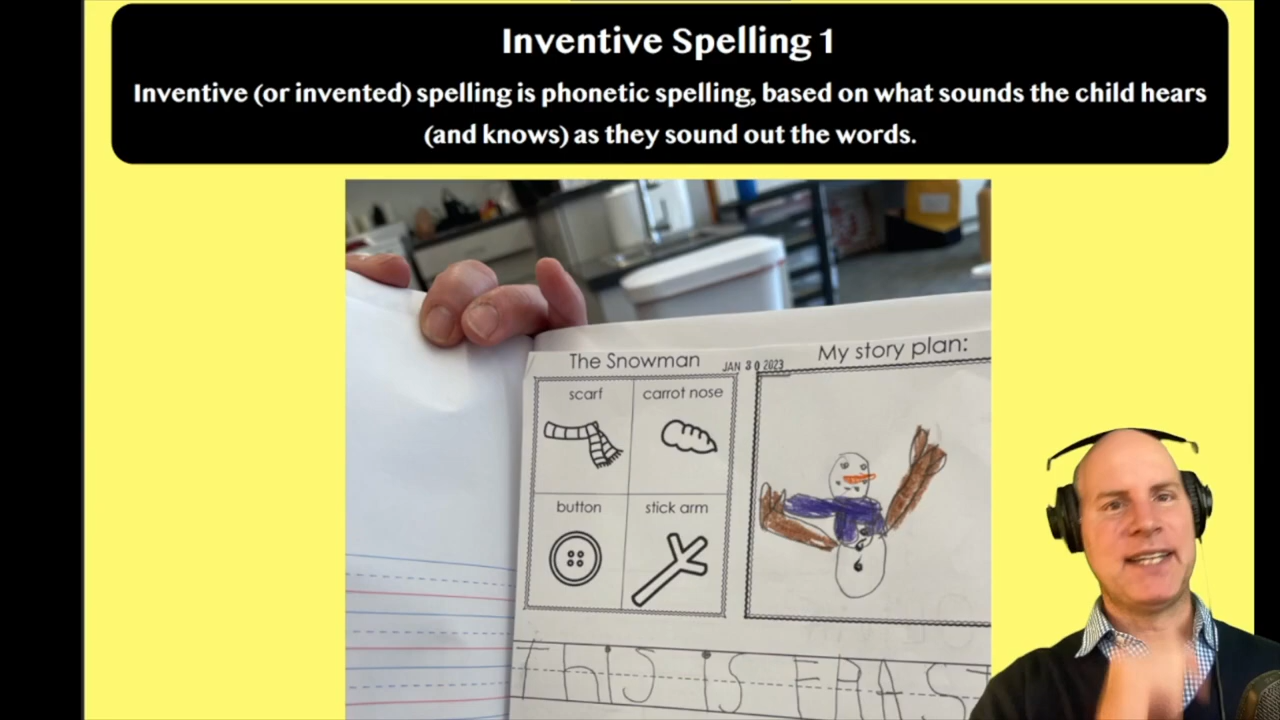 Inventive Spelling 1
Inventive (or invented) spelling is phonetic spelling, based on what sounds the child hears
(and knows) as they sound out the words.
The Snowman
JAN 30 2023
My story plan:
scarf
carrot nose
button
stick arm
ThiS iS FRAS